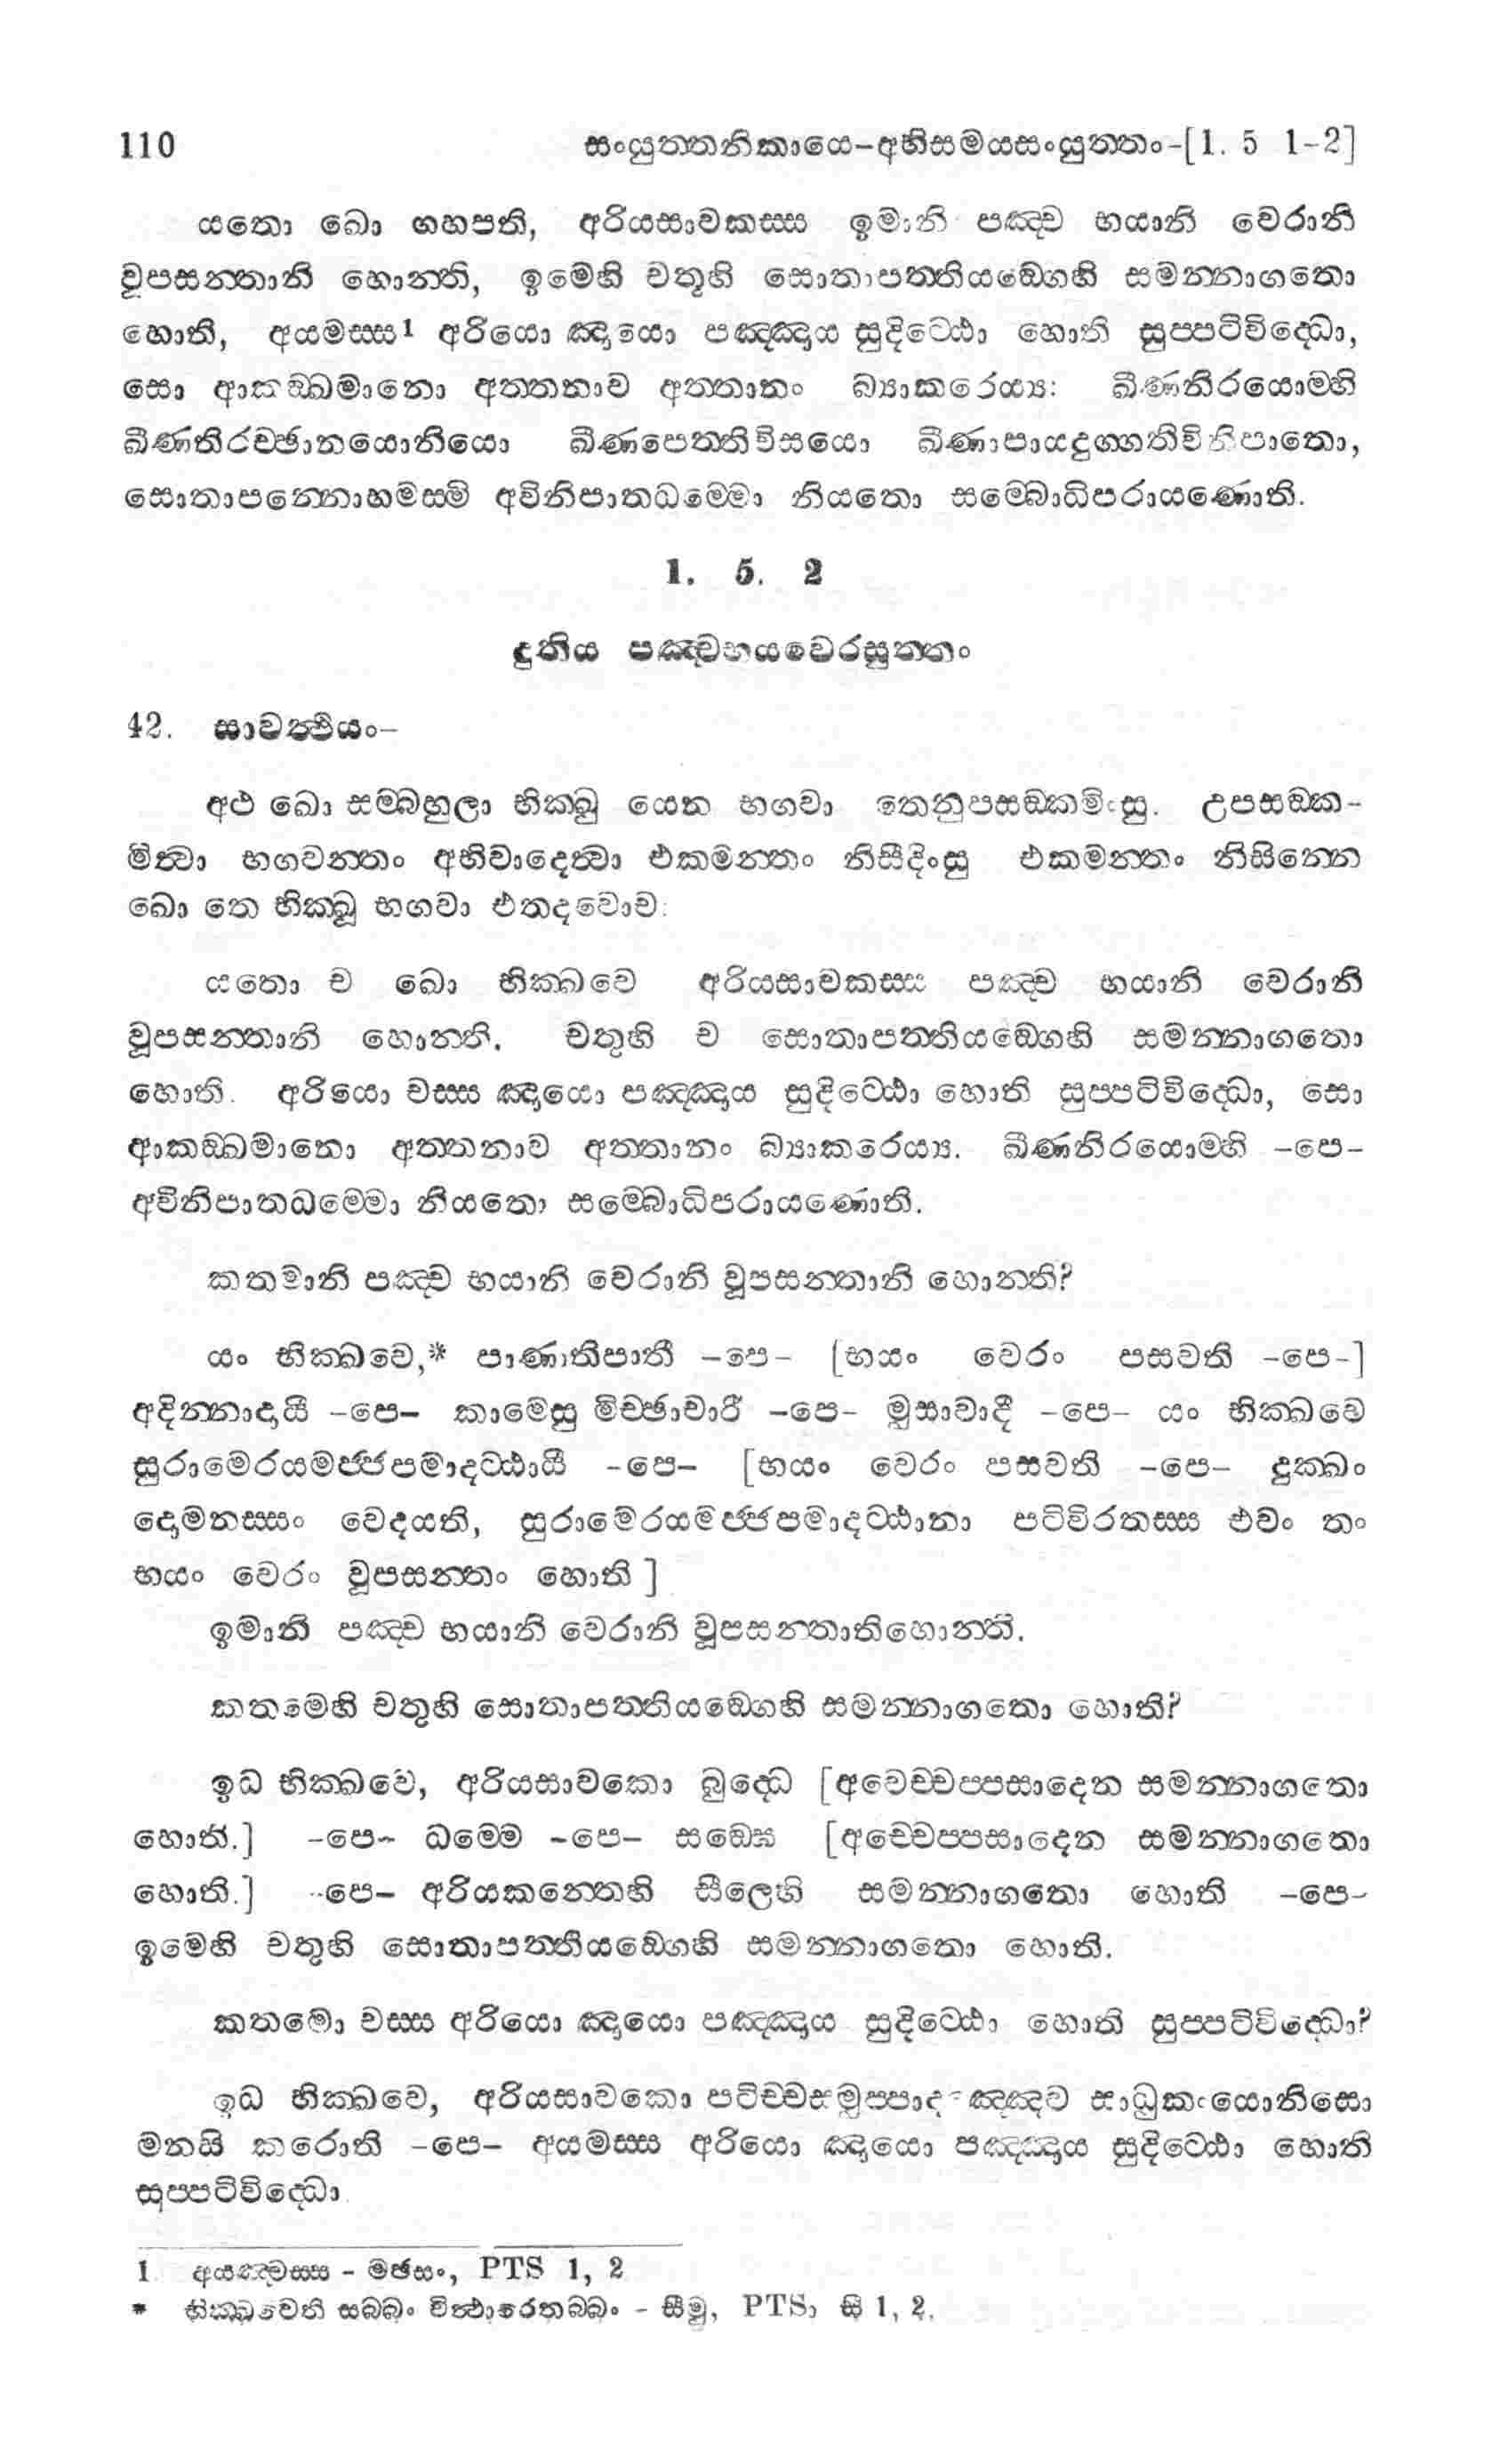 110 සංයුත්තනිකායෙ-අභිසමයසංයුත්තං-[1. 5 1-2]
යතො ඛො ගහපති, අරියසාවකස්ස ඉමානි පඤ්ච භයානි වෙරානි
වූපසන්තානි හොන්ති, ඉමෙහි චතූහි සොතාපත්තියඞ්ගෙහි සමන්නාගතො
හොති, අයමස්ස1 අරියො ඤායො පඤ්ඤාය සුදිට්ඨො හොති සුප්පටිවිද්ධො,
සො ආකඞ්ඛමානො අත්තනාව අත්තානං බ්‍යාකරෙය්‍ය: ඛීණනිරයොම්හි
ඛීණතිරච්ඡානයොනියො ඛීණපෙත්තිවිසයො ඛීණාපායදුග්ගතිවිනිපාතො,
සොතාපන්නොහමස්මි අවිනිපාතධම්මො නියතො සම්බොධිපරායණොති.
1. 5. 2
දුතිය පඤ්චභයවෙරසුත්තං
42. සාවත්ථියං-
අථ ඛො සම්බහුලා භික්ඛු යෙන භගවා තෙනුපසඞ්කමිංසු. උපසඞ්ක-
මිත්වා භගවන්තං අභිවාදෙත්වා එකමන්තං නිසීදිංසු එකමන්තං නිසින්නෙ
ඛො තෙ භික්ඛූ භගවා එතදවොච:
යතො ච ඛො භික්ඛවෙ අරියසාවකස්ස පඤ්ච භයානි වෙරානි
වූපසන්තානි හොන්ති. චතුහි ච සොතාපත්තියඞ්ගෙහි සමන්නාගතො
හොති. අරියො චස්ස ඤායො පඤ්ඤාය සුදිට්ඨො හොති සුප්පටිවිද්ධො, සො
ආකඞ්ඛමානො අත්තනාව අත්තානං බ්‍යාකරෙය්‍ය. ඛීණනිරයොම්හි -පෙ-
අවිනිපාතධම්මො නියතො සම්බොධිපරායණොති.
කතමානි පඤ්ච භයානි වෙරානි වූපසන්තානි හොන්ති?
යං භික්ඛවෙ,* පාණාතිපාතී -පෙ- [භයං වෙරං පසවති -පෙ-]
අදින්නාදායී -පෙ- කාමෙසු මිච්ඡාචාරී -පෙ- මුසාවාදී -පෙ- යං භික්ඛවෙ
සුරාමෙරයමජ්ජපමාදට්ඨායී -පෙ- [භයං වෙරං පසවති -පෙ- දුක්ඛං
දොමනස්සං වෙදයති, සුරාමෙරයමජ්ජපමාදට්ඨානා පටිවිරතස්ස එවං තං
භයං වෙරං වූපසන්තං හොති ]
ඉමානි පඤ්ච භයානි වෙරානි වූපසන්තාතිහොන්ති.
කතමෙහි චතුහි සොතාපත්තියඞ්ගෙහි සමන්නාගතො හොති?
ඉධ භික්ඛවෙ, අරියසාවකො බුද්ධෙ [අවෙච්චප්පසාදෙන සමන්නාගතො
හොති.] -පෙ- ධම්මෙ -පෙ- සඞ්ඝෙ [අච්චෙප්පසාදෙන සමන්නාගතො
හොති.] -පෙ- අරියකන්තෙහි සීලෙහි සමන්නාගතො හොති -පෙ-
ඉමෙහි චතුහි සොතාපත්තියඞ්ගෙහි සමන්නාගතො හොති.
කතමො චස්ස අරියො ඤායො පඤ්ඤාය සුදිට්ඨො හොති සුප්පටිවිද්ධො?
ඉධ භික්ඛවෙ, අරියසාවකො පටිච්චසමුප්පාදංඤ්ඤෙව සාධුකංයොනිසො
මනසි කරොති -පෙ- අයමස්ස අරියො ඤායො පඤ්ඤාය සුදිට්ඨො හොති
සුප්පටිවිද්ධො
1 අයඤ්චස්ස - මඡසං, PTS 1, 2
* භික්ඛවෙති සබ්බං විත්ථාරෙතබ්බං - සීමු, PTS, සි 1, 2.